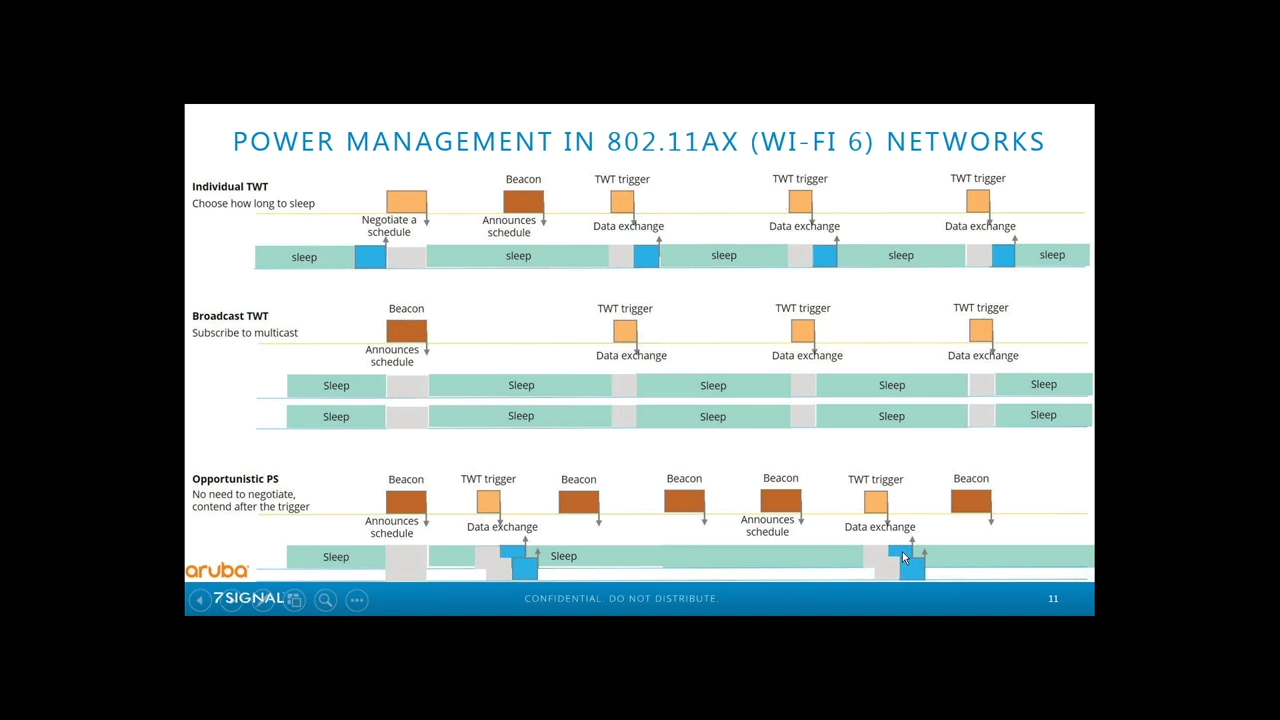 POWER MANAGEMENT IN 802.11AX (WI-FI 6) NETWORKS
Individual TWT
Choose how long to sleep
Beacon
TWT trigger
TWT trigger
TWT trigger
Negotiate a
schedule
Announces
schedule
Data exchange
Data exchange
Data exchange
sleep
sleep
sleep
sleep
sleep
Broadcast TWT
Subscribe to multicast
Beacon
TWT trigger
TWT trigger
TWT trigger
Announces
schedule
Data exchange
Data exchange
Data exchange
Sleep
Sleep
Sleep
Sleep
Sleep
Sleep
Sleep
Sleep
Sleep
Sleep
Opportunistic PS
No need to negotiate,
contend after the trigger
Beacon
TWT trigger
Beacon
Beacon
Beacon
TWT trigger
Beacon
Announces
schedule
Data exchange
Announces
schedule
Data exchange
Sleep
Sleep
aruba
7SIGNAL
CONFIDENTIAL. DO NOT DISTRIBUTE.
11